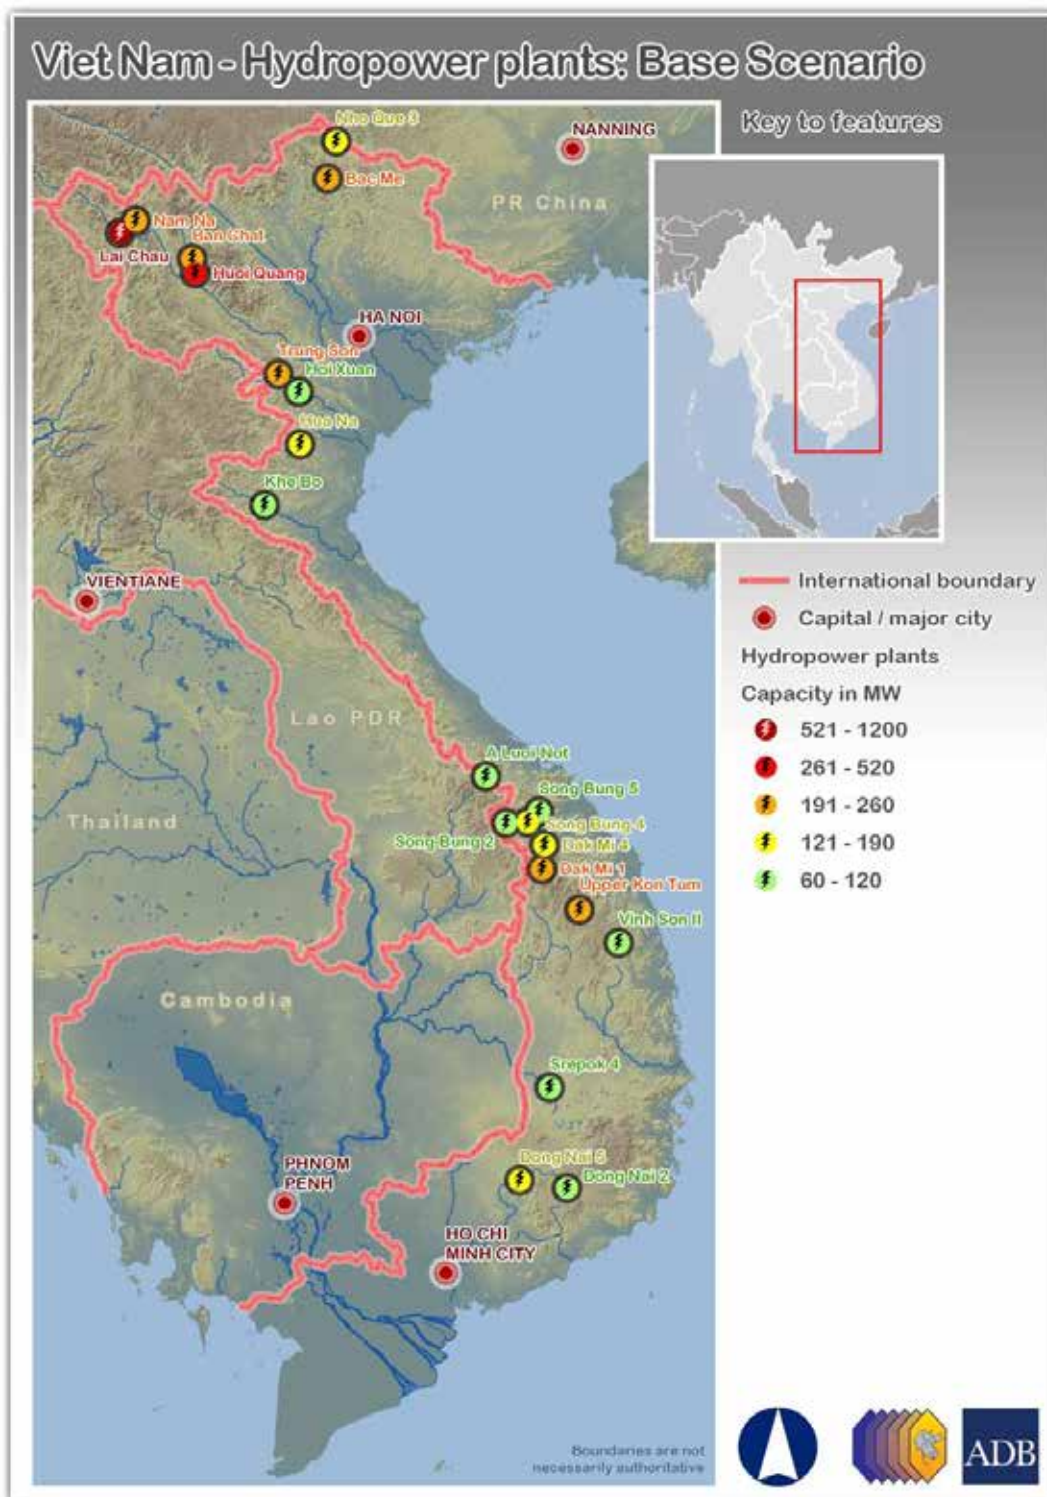 Viet Nam - Hydropower plants: Base Scenario
Nho Que 3
NANNING
Key to features
Bac Me
PR China
Nam Na
Ban Chat
Lai Chau
Huoi Quang
HA NOI
Trung Son
Hoi Xuan
Hua Na
Khe Bo
VIENTIANE
International boundary
Capital / major city
Hydropower plants
Capacity in MW
521 - 1200
261 - 520
191 - 260
121 - 190
60 - 120
Lao PDR
A Luoi Not
Song Bung 5
Thailand
Song Bung 4
Song Bung 2
Dak Mi 4
Dak Mi 1
Upper Kon Tum
Vinh Son II
Cambodia
Srepok 4
Dong Nai 5
Dong Nai 2
PHNOM
PENH
HO CHI
MINH CITY
Boundaries are not
necessarily authoritative
ADB